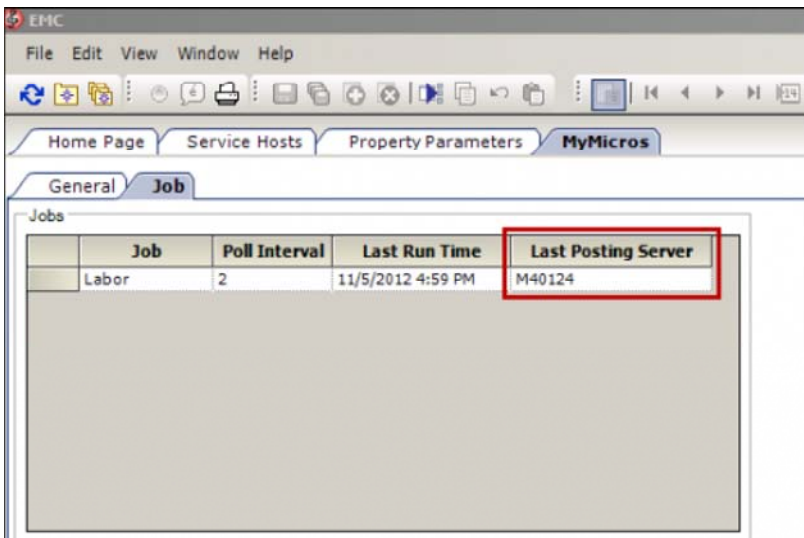 EMC
File Edit View Window Help
14
Home Page Service Hosts Property Parameters MyMicros
General Job
Jobs
Job Poll Interval Last Run Time Last Posting Server
Labor 2 11/5/2012 4:59 PM M40124